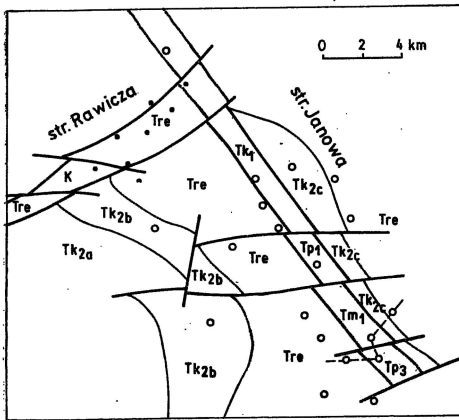 0 2 4 km
str. Rawicza
str. Janowa
Tre
Tk1
Tk2c
K
Tre
Tk2b
Tre
Tre
Tk2a
Tk2b
Tre
Tp1
Tk2c
Tk2c
Tm1
Tk2b
Tre
Tp3